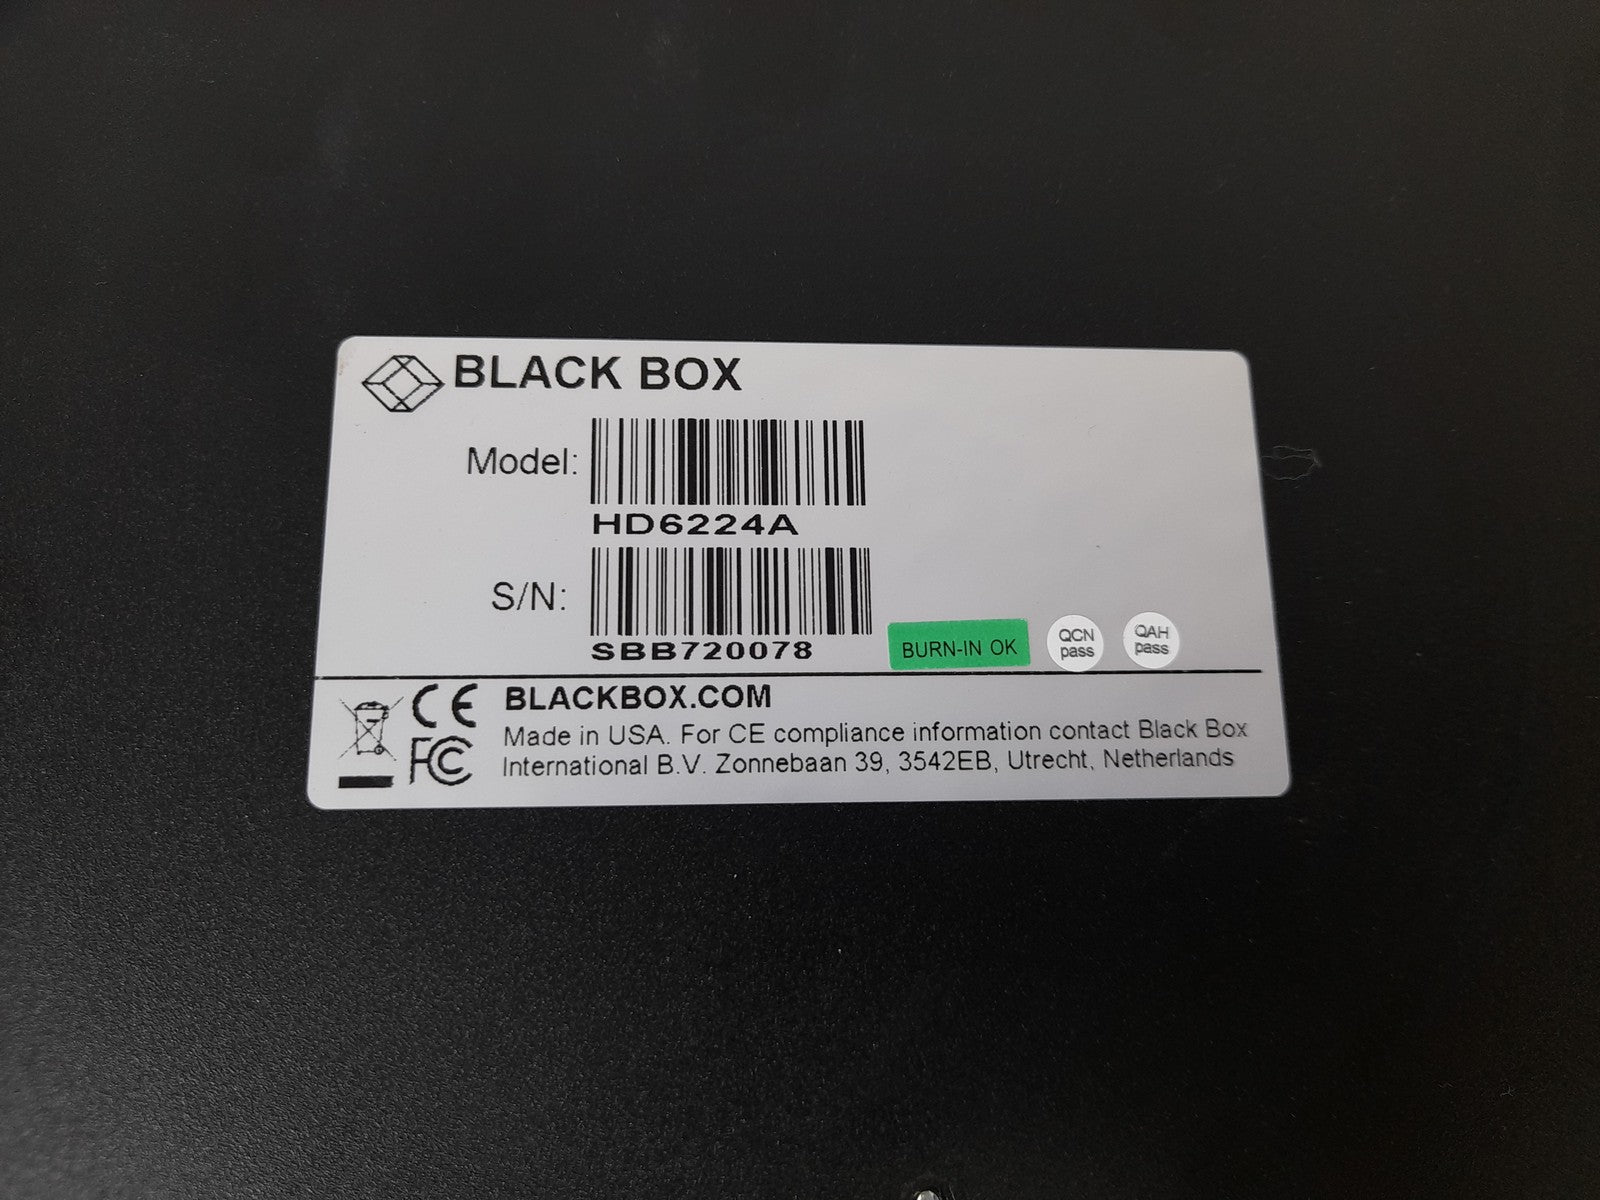 BLACK BOX
Model:
HD6224A
S/N:
SBB720078
BURN-IN OK
QCN
pass
QAH
pass
CE
FC
BLACKBOX.COM
Made in USA. For CE compliance information contact Black Box
International B.V. Zonnebaan 39, 3542EB, Utrecht, Netherlands